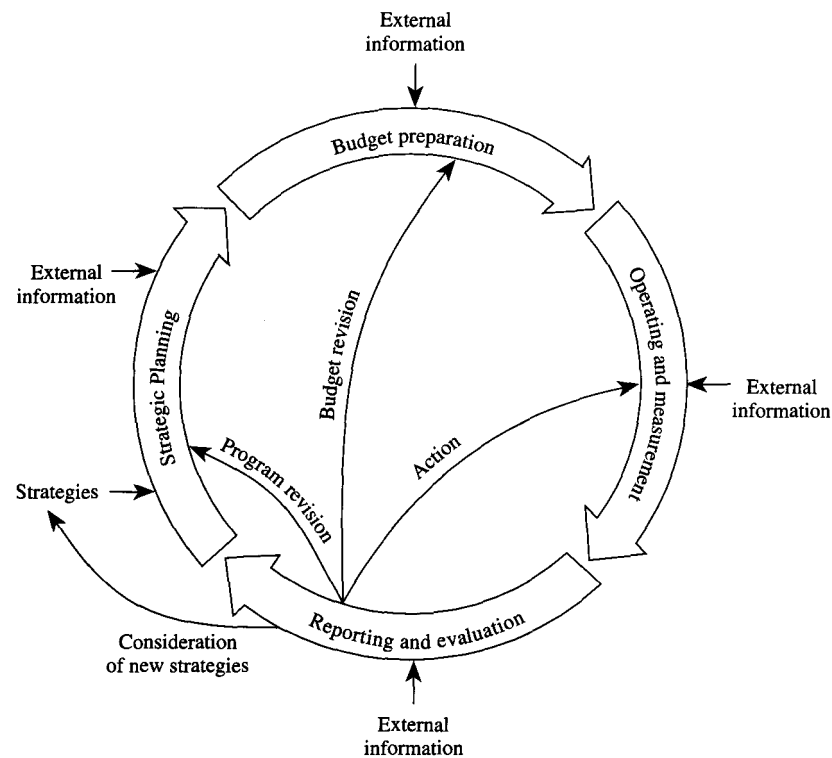 External
information
Budget preparation
External
information
Strategic Planning
Operating and measurement
Budget revision
External
information
Action
Program revision
Strategies
Reporting and evaluation
Consideration
of new strategies
External
information